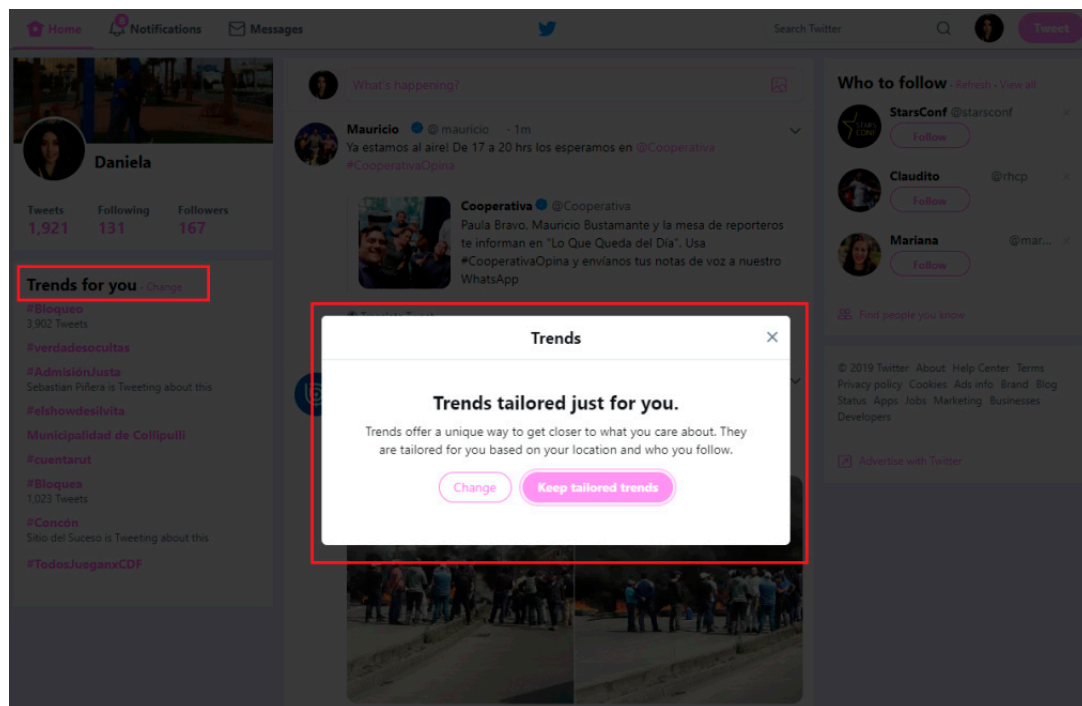 Home
8
Notifications
Messages
Search Twitter
Tweet
Daniela
Tweets Following Followers
1,921 131 167
Trends for you · Change
#Bloqueo
3,902 Tweets
#verdadesocultas
#AdmisiónJusta
Sebastian Piñera is Tweeting about this
#elshowdesilvita
Municipalidad de Collipulli
#cuentarut
#Bloqueo
1,023 Tweets
#Concón
Sitio del Suceso is Tweeting about this
#TodosJueganxCDF
What's happening?
Mauricio @mauricio · 1m
Ya estamos al aire! De 17 a 20 hrs los esperamos en @Cooperativa
#CooperativaOpina
Cooperativa @Cooperativa
Paula Bravo, Mauricio Bustamante y la mesa de reporteros
te informan en "Lo Que Queda del Día". Usa
#CooperativaOpina y envíanos tus notas de voz a nuestro
WhatsApp
Trends
Trends tailored just for you.
Trends offer a unique way to get closer to what you care about. They
are tailored for you based on your location and who you follow.
Change
Keep tailored trends
Who to follow · Refresh · View all
STARS CONF
StarsConf @starsconf
Follow
Claudito @rhcp
Follow
Mariana @mar...
Follow
Find people you know
© 2019 Twitter About Help Center Terms
Privacy policy Cookies Ads info Brand Blog
Status Apps Jobs Marketing Businesses
Developers
Advertise with Twitter